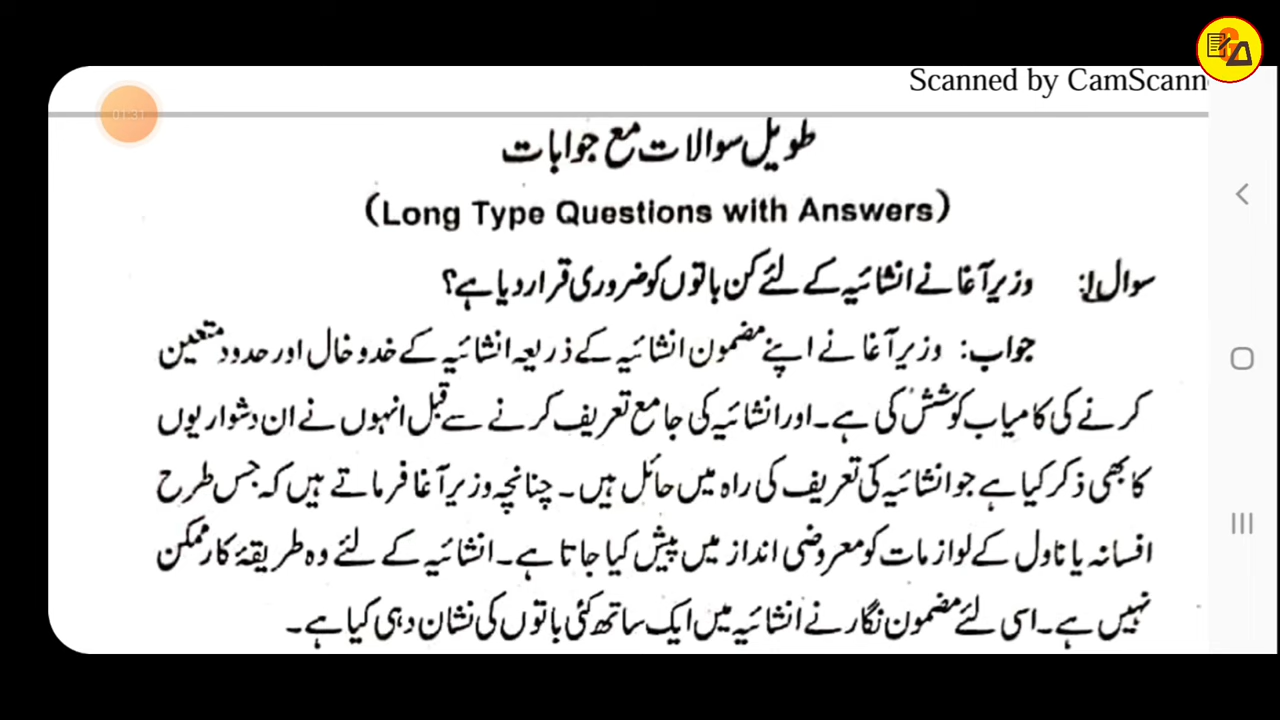 Scanned by CamScann
01:31
طویل سوالات مع جوابات
(Long Type Questions with Answers)
سوال 1: وزیر آغا نے انشائیہ کے لئے کن باتوں کو ضروری قرار دیا ہے؟
جواب: وزیر آغا نے اپنے مضمون انشائیہ کے ذریعہ انشائیہ کے خدو خال اور حدود متعین
کرنے کی کامیاب کوشش کی ہے۔ اور انشائیہ کی جامع تعریف کرنے سے قبل انہوں نے ان دشواریوں
کا بھی ذکر کیا ہے جو انشائیہ کی تعریف کی راہ میں حائل ہیں۔ چنانچہ وزیر آغا فرماتے ہیں کہ جس طرح
افسانہ یا ناول کے لوازمات کو معروضی انداز میں پیش کیا جاتا ہے۔ انشائیہ کے لئے وہ طریقۂ کار ممکن
نہیں ہے۔ اسی لئے مضمون نگار نے انشائیہ میں ایک ساتھ کئی باتوں کی نشان دہی کیا ہے۔